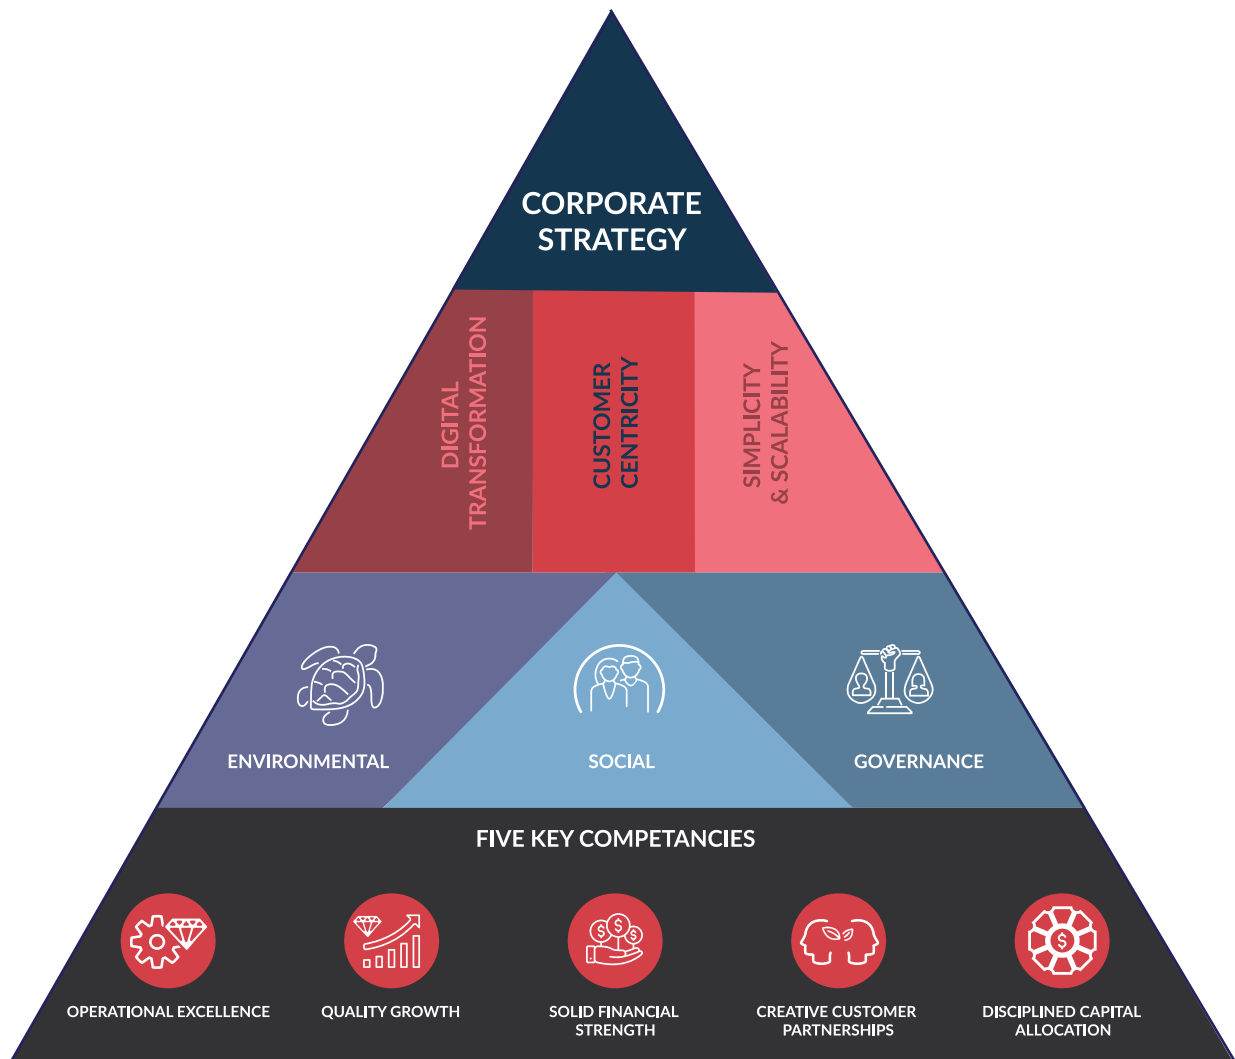 CORPORATE
STRATEGY
DIGITAL
TRANSFORMATION
CUSTOMER
CENTRICITY
SIMPLICITY
& SCALABILITY
ENVIRONMENTAL
SOCIAL
GOVERNANCE
FIVE KEY COMPETANCIES
OPERATIONAL EXCELLENCE
QUALITY GROWTH
SOLID FINANCIAL
STRENGTH
CREATIVE CUSTOMER
PARTNERSHIPS
DISCIPLINED CAPITAL
ALLOCATION